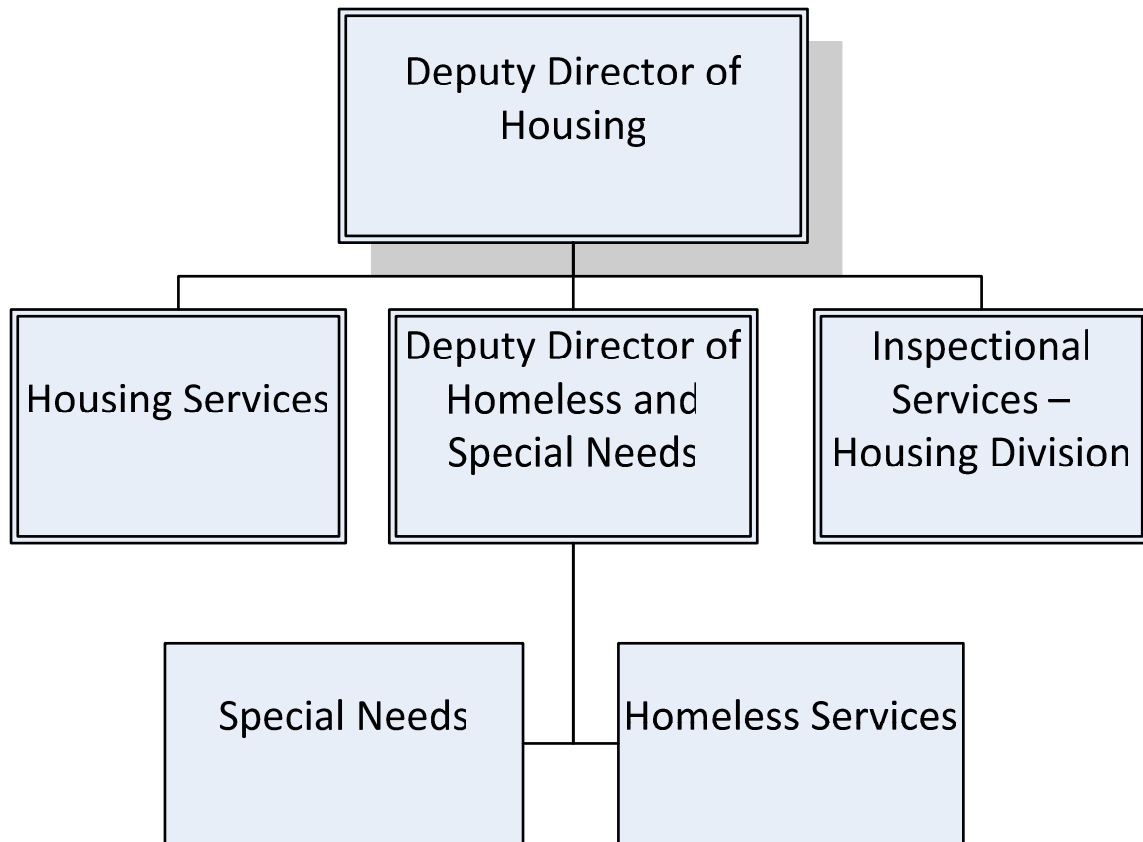 Deputy Director of
Housing
Housing Services
Deputy Director of
Homeless and
Special Needs
Inspectional
Services –
Housing Division
Special Needs
Homeless Services